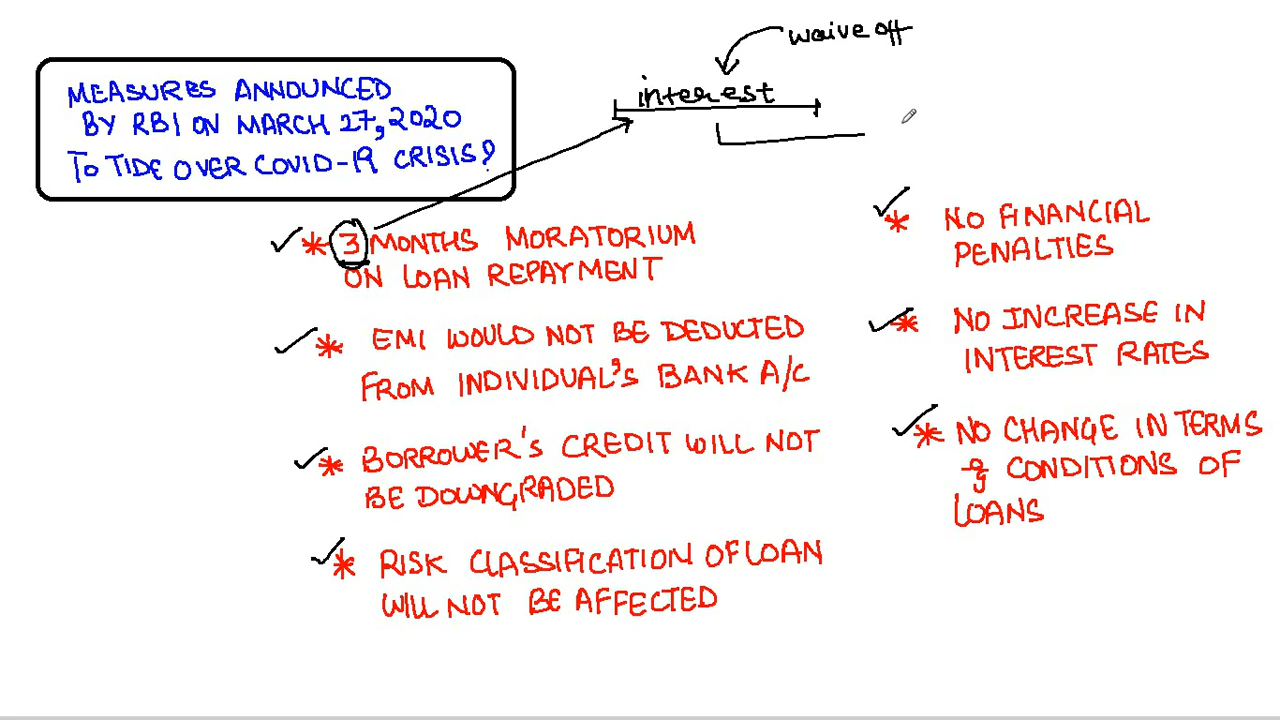 waive off
interest
MEASURES ANNOUNCED
BY RBI ON MARCH 27, 2020
TO TIDE OVER COVID-19 CRISIS?
* 3 MONTHS MORATORIUM
ON LOAN REPAYMENT
* EMI WOULD NOT BE DEDUCTED
FROM INDIVIDUAL'S BANK A/C
* BORROWER'S CREDIT WILL NOT
BE DOWNGRADED
* RISK CLASSIFICATION OF LOAN
WILL NOT BE AFFECTED
* NO FINANCIAL
PENALTIES
* NO INCREASE IN
INTEREST RATES
* NO CHANGE IN TERMS
& CONDITIONS OF
LOANS